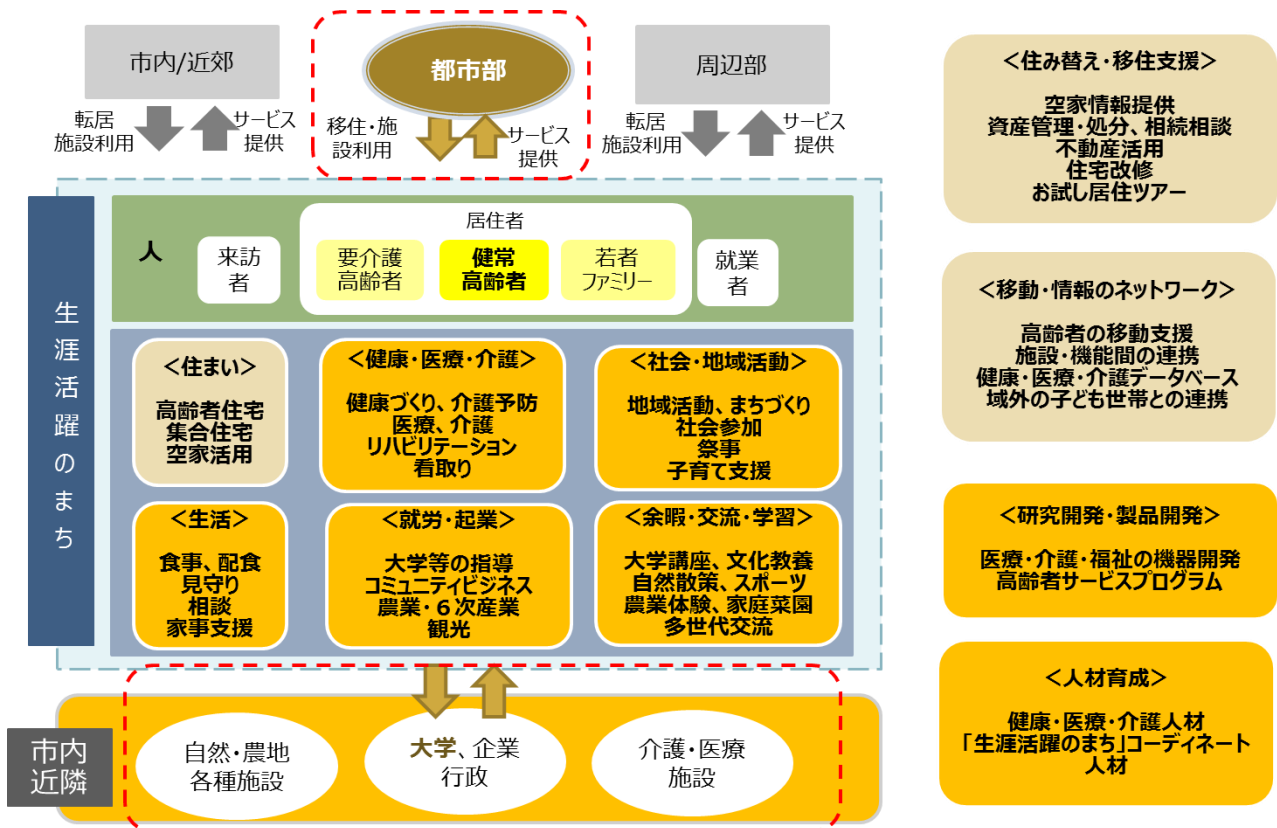 市内/近郊
都市部
周辺部
転居
施設利用
サービス
提供
移住・施
設利用
サービス
提供
転居
施設利用
サービス
提供
生涯活躍のまち
人
居住者
来訪
者
要介護
高齢者
健常
高齢者
若者
ファミリー
就業
者
＜住まい＞
高齢者住宅
集合住宅
空家活用
＜健康・医療・介護＞
健康づくり、介護予防
医療、介護
リハビリテーション
看取り
＜社会・地域活動＞
地域活動、まちづくり
社会参加
祭事
子育て支援
＜生活＞
食事、配食
見守り
相談
家事支援
＜就労・起業＞
大学等の指導
コミュニティビジネス
農業・６次産業
観光
＜余暇・交流・学習＞
大学講座、文化教養
自然散策、スポーツ
農業体験、家庭菜園
多世代交流
市内
近隣
自然・農地
各種施設
大学、企業
行政
介護・医療
施設
＜住み替え・移住支援＞
空家情報提供
資産管理・処分、相続相談
不動産活用
住宅改修
お試し居住ツアー
＜移動・情報のネットワーク＞
高齢者の移動支援
施設・機能間の連携
健康・医療・介護データベース
域外の子ども世帯との連携
＜研究開発・製品開発＞
医療・介護・福祉の機器開発
高齢者サービスプログラム
＜人材育成＞
健康・医療・介護人材
「生涯活躍のまち」コーディネート
人材